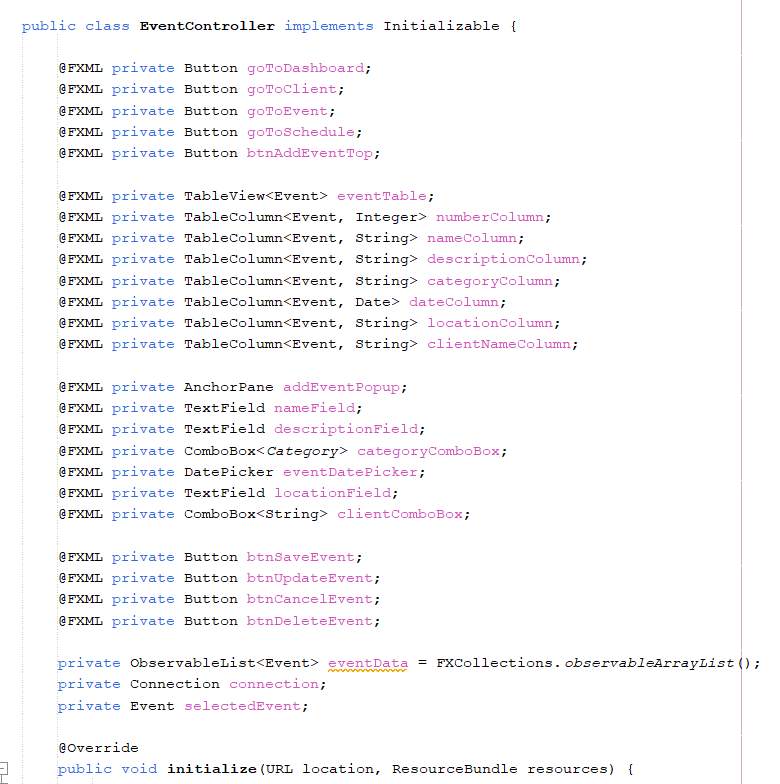 public class EventController implements Initializable {
@FXML private Button goToDashboard;
@FXML private Button goToClient;
@FXML private Button goToEvent;
@FXML private Button goToSchedule;
@FXML private Button btnAddEventTop;
@FXML private TableView<Event> eventTable;
@FXML private TableColumn<Event, Integer> numberColumn;
@FXML private TableColumn<Event, String> nameColumn;
@FXML private TableColumn<Event, String> descriptionColumn;
@FXML private TableColumn<Event, String> categoryColumn;
@FXML private TableColumn<Event, Date> dateColumn;
@FXML private TableColumn<Event, String> locationColumn;
@FXML private TableColumn<Event, String> clientNameColumn;
@FXML private AnchorPane addEventPopup;
@FXML private TextField nameField;
@FXML private TextField descriptionField;
@FXML private ComboBox<Category> categoryComboBox;
@FXML private DatePicker eventDatePicker;
@FXML private TextField locationField;
@FXML private ComboBox<String> clientComboBox;
@FXML private Button btnSaveEvent;
@FXML private Button btnUpdateEvent;
@FXML private Button btnCancelEvent;
@FXML private Button btnDeleteEvent;
private ObservableList<Event> eventData = FXCollections.observableArrayList();
private Connection connection;
private Event selectedEvent;
@Override
public void initialize(URL location, ResourceBundle resources) {